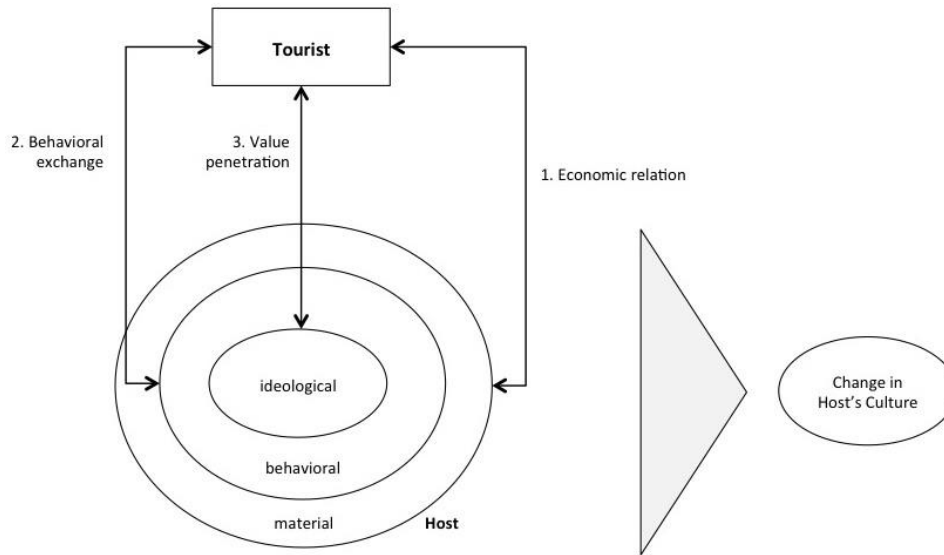 Tourist
2. Behavioral
exchange
3. Value
penetration
1. Economic relation
ideological
behavioral
material
Host
Change in
Host's Culture